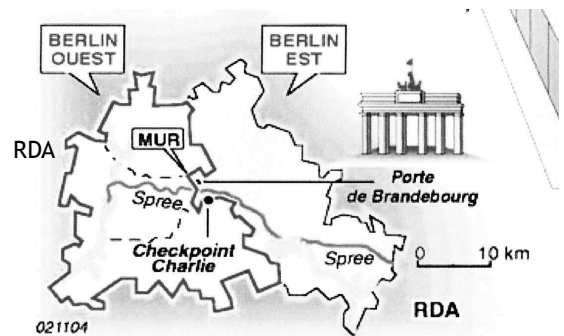 BERLIN
OUEST
BERLIN
EST
RDA
MUR
Porte
de Brandebourg
Spree
Checkpoint
Charlie
Spree
0 10 km
RDA
021104